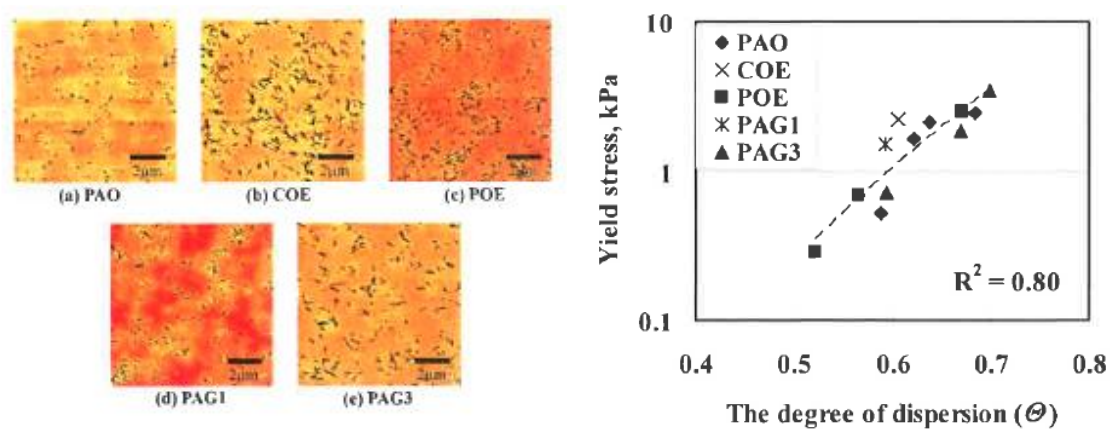 2μm
2μm
2μm
(a) PAO
(b) COE
(c) POE
2μm
2μm
(d) PAG1
(e) PAG3
Yield stress, kPa
10
1
0.1
PAO
COE
POE
PAG1
PAG3
R² = 0.80
0.4 0.5 0.6 0.7 0.8
The degree of dispersion (Θ)